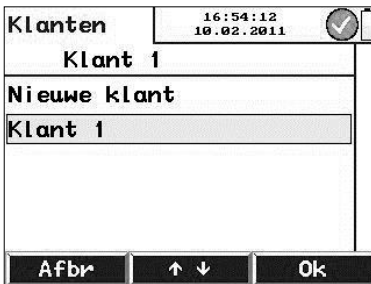 Klanten
16:54:12
10.02.2011
Klant 1
Nieuwe klant
Klant 1
Afbr ↑ ↓ Ok